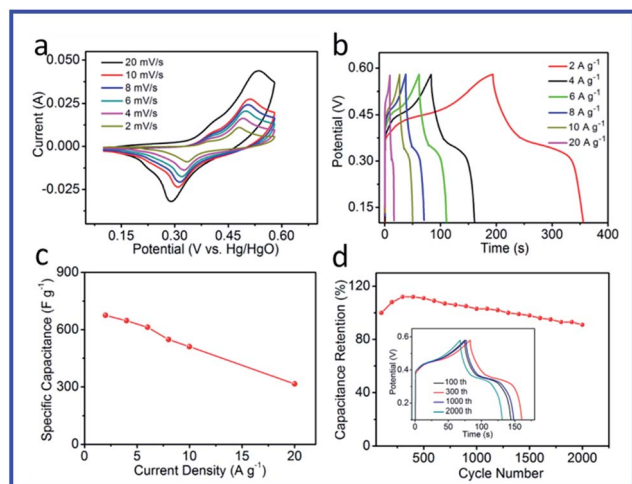 a
20 mV/s
10 mV/s
8 mV/s
6 mV/s
4 mV/s
2 mV/s
Current (A)
0.050
0.025
0.000
-0.025
0.15 0.30 0.45 0.60
Potential (V vs. Hg/HgO)
b
2 A g⁻¹
4 A g⁻¹
6 A g⁻¹
8 A g⁻¹
10 A g⁻¹
20 A g⁻¹
Potential (V)
0.60
0.45
0.30
0.15
0 100 200 300 400
Time (s)
c
Specific Capacitance (F g⁻¹)
900
600
300
0
0 5 10 15 20
Current Density (A g⁻¹)
d
Capacitance Retention (%)
120
80
40
0
500 1000 1500 2000
Cycle Number
Potential (V)
0.6
0.4
0.2
100 th
300 th
1000 th
2000 th
0 50 100 150
Time (s)